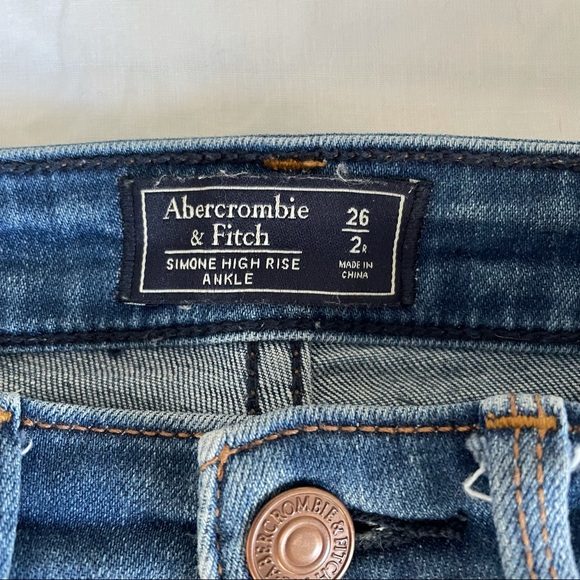 Abercrombie
& Fitch
SIMONE HIGH RISE
ANKLE
26
2R
MADE IN
CHINA
ABERCROMBIE & FITCH